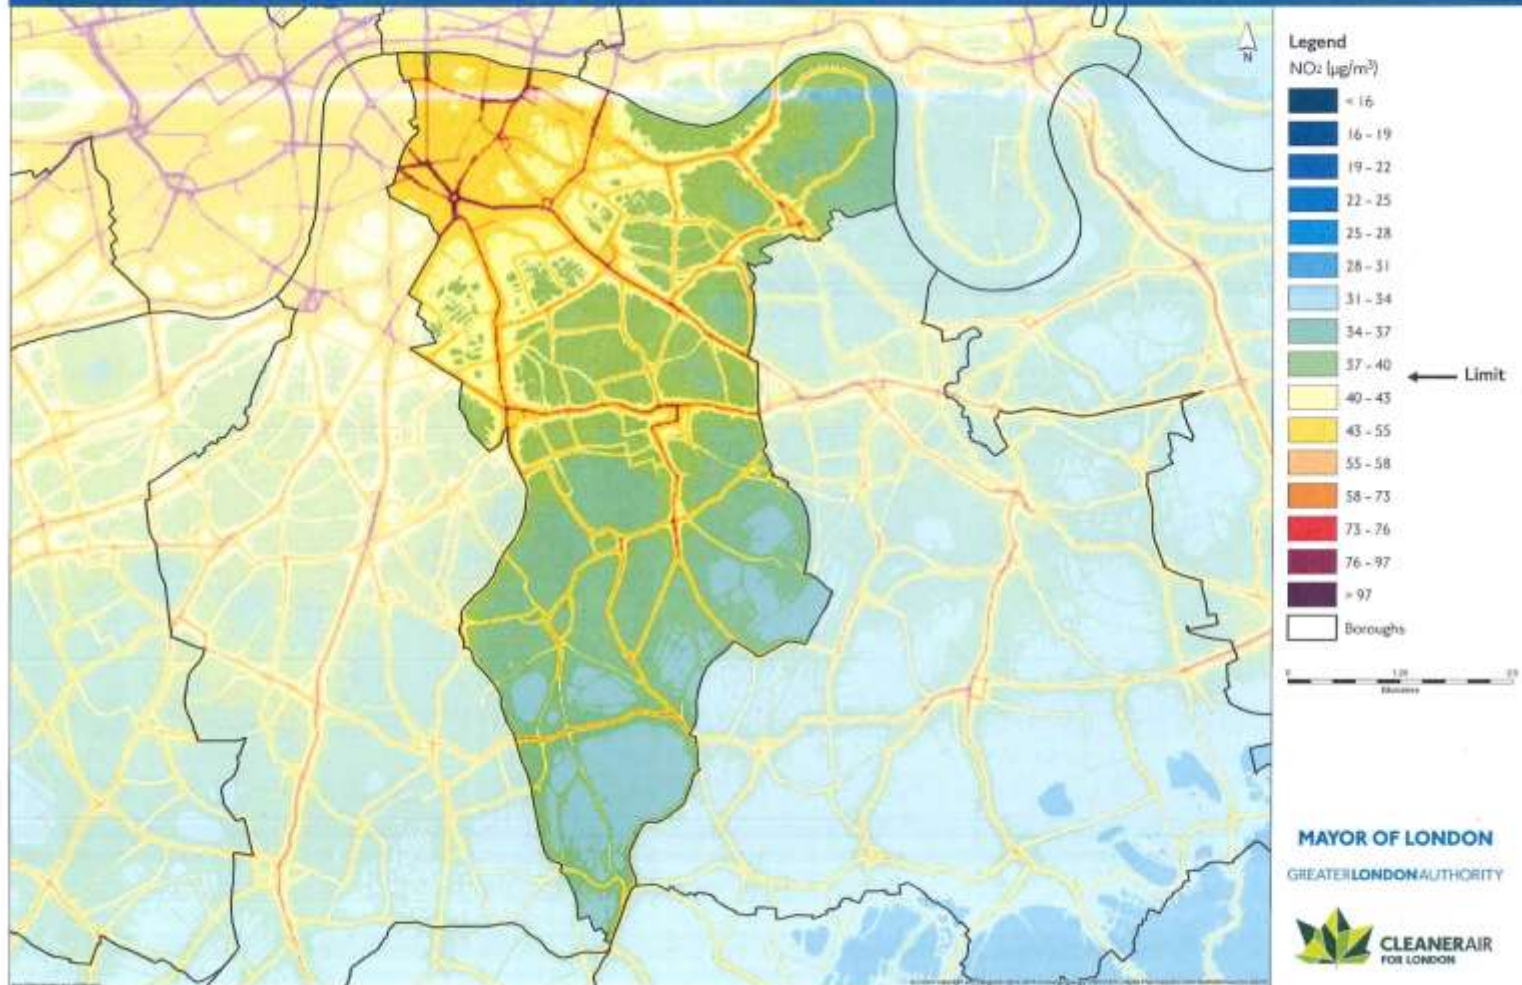 N
Legend
NO2 (µg/m³)
< 16
16 - 19
19 - 22
22 - 25
25 - 28
28 - 31
31 - 34
34 - 37
37 - 40
Limit
40 - 43
43 - 55
55 - 58
58 - 73
73 - 76
76 - 97
> 97
Boroughs
0
Kilometres
MAYOR OF LONDON
GREATERLONDONAUTHORITY
CLEANERAIR
FOR LONDON